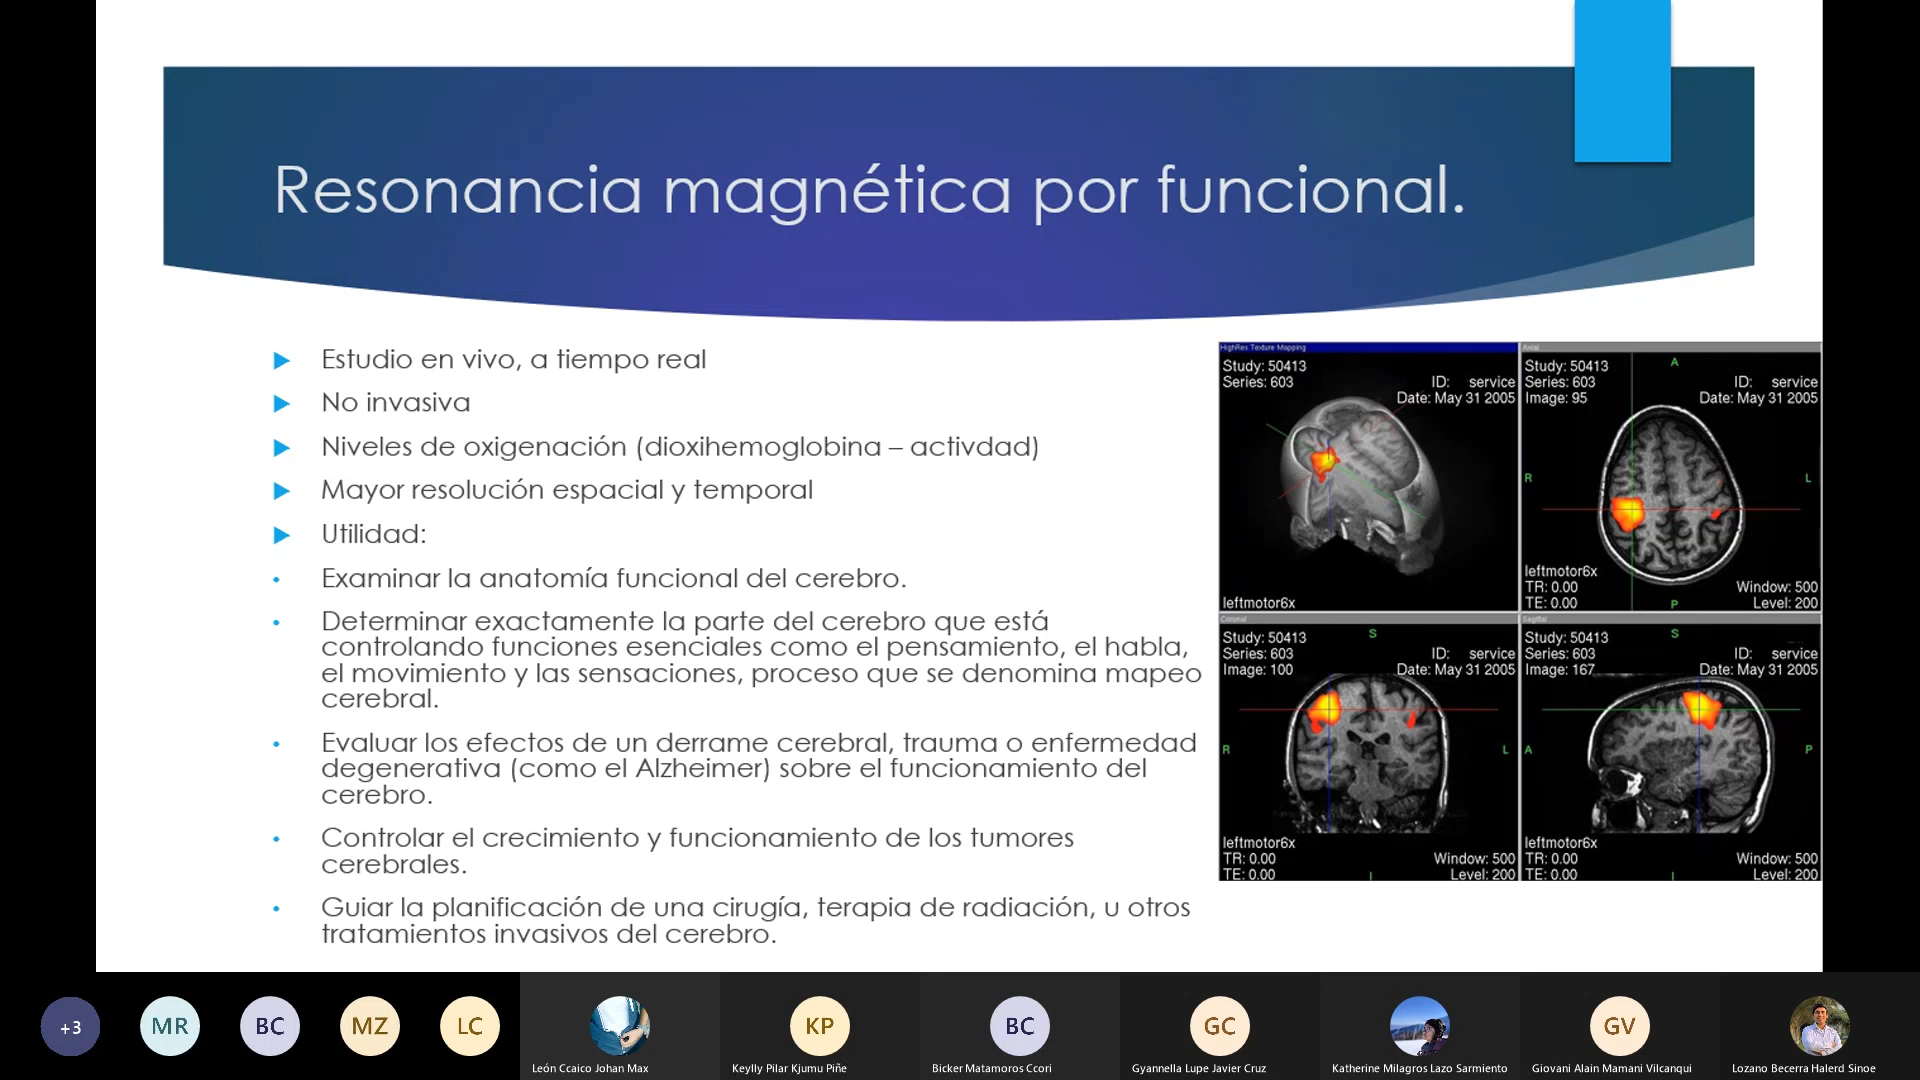 Resonancia magnética por funcional.
Estudio en vivo, a tiempo real
No invasiva
Niveles de oxigenación (dioxihemoglobina – activdad)
Mayor resolución espacial y temporal
Utilidad:
Examinar la anatomía funcional del cerebro.
Determinar exactamente la parte del cerebro que está
controlando funciones esenciales como el pensamiento, el habla,
el movimiento y las sensaciones, proceso que se denomina mapeo
cerebral.
Evaluar los efectos de un derrame cerebral, trauma o enfermedad
degenerativa (como el Alzheimer) sobre el funcionamiento del
cerebro.
Controlar el crecimiento y funcionamiento de los tumores
cerebrales.
Guiar la planificación de una cirugía, terapia de radiación, u otros
tratamientos invasivos del cerebro.
HighRes Texture Mapping
Study: 50413
Series: 603
ID: service
Date: May 31 2005
leftmotor6x
Axial
Study: 50413
Series: 603
Image: 95
ID: service
Date: May 31 2005
A
R
L
P
leftmotor6x
TR: 0.00
TE: 0.00
Window: 500
Level: 200
Coronal
Study: 50413
Series: 603
Image: 100
ID: service
Date: May 31 2005
S
R
L
I
leftmotor6x
TR: 0.00
TE: 0.00
Window: 500
Level: 200
Sagittal
Study: 50413
Series: 603
Image: 167
ID: service
Date: May 31 2005
S
A
P
I
leftmotor6x
TR: 0.00
TE: 0.00
Window: 500
Level: 200
+3
MR
BC
MZ
LC
León Ccaico Johan Max
KP
Keylly Pilar Kjumu Piñe
BC
Bicker Matamoros Ccori
GC
Gyannella Lupe Javier Cruz
Katherine Milagros Lazo Sarmiento
GV
Giovani Alain Mamani Vilcanqui
Lozano Becerra Halerd Sinoe